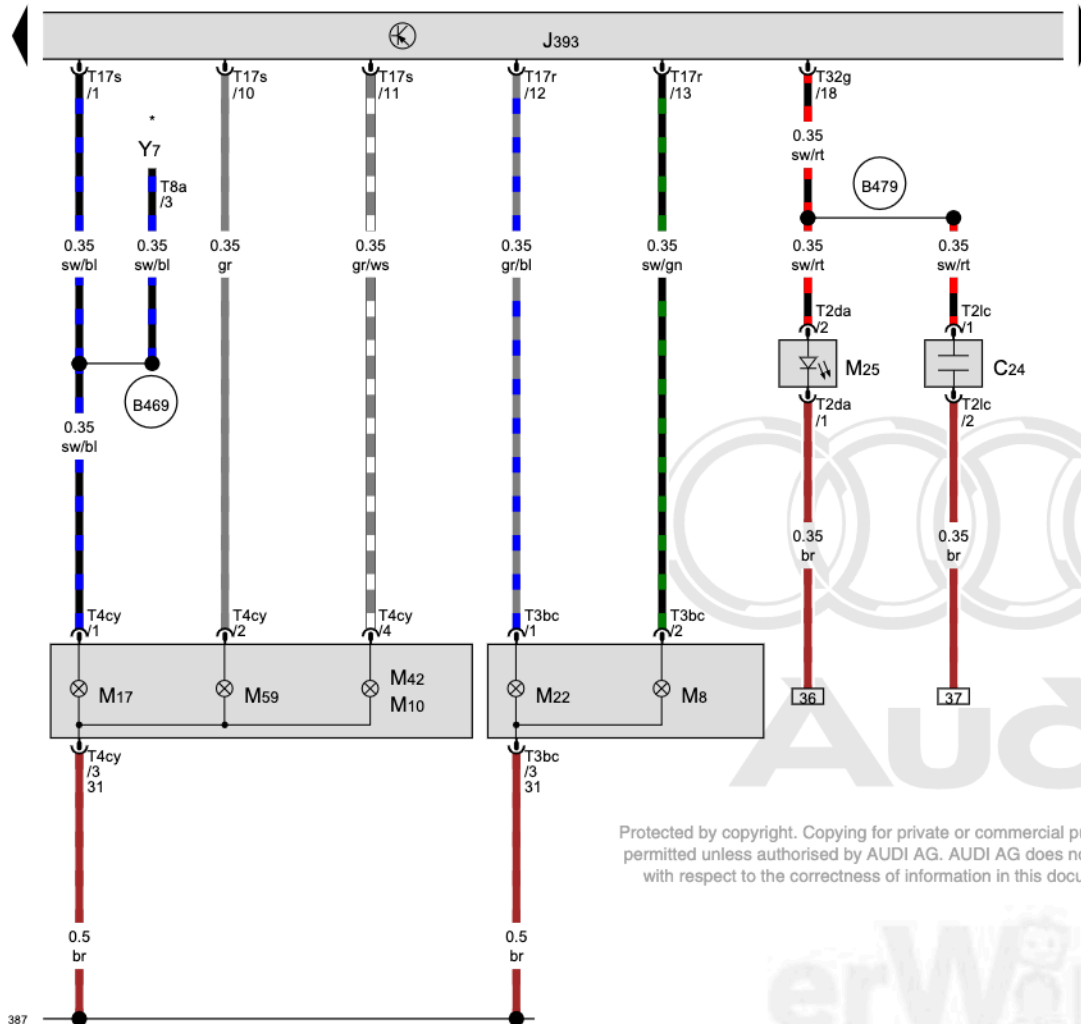 J393
T17s
/1
T17s
/10
T17s
/11
T17r
/12
T17r
/13
T32g
/18
*
Y7
T8a
/3
0.35
sw/rt
B479
0.35
sw/bl
0.35
sw/bl
0.35
gr
0.35
gr/ws
0.35
gr/bl
0.35
sw/gn
0.35
sw/rt
0.35
sw/rt
T2da
/2
T2lc
/1
M25
C24
B469
T2da
/1
T2lc
/2
0.35
sw/bl
0.35
br
0.35
br
T4cy
/1
T4cy
/2
T4cy
/4
T3bc
/1
T3bc
/2
M17
M59
M42
M10
M22
M8
36
37
T4cy
/3
31
T3bc
/3
31
Aud
Protected by copyright. Copying for private or commercial pu
permitted unless authorised by AUDI AG. AUDI AG does no
with respect to the correctness of information in this docu
0.5
br
0.5
br
erWi
387